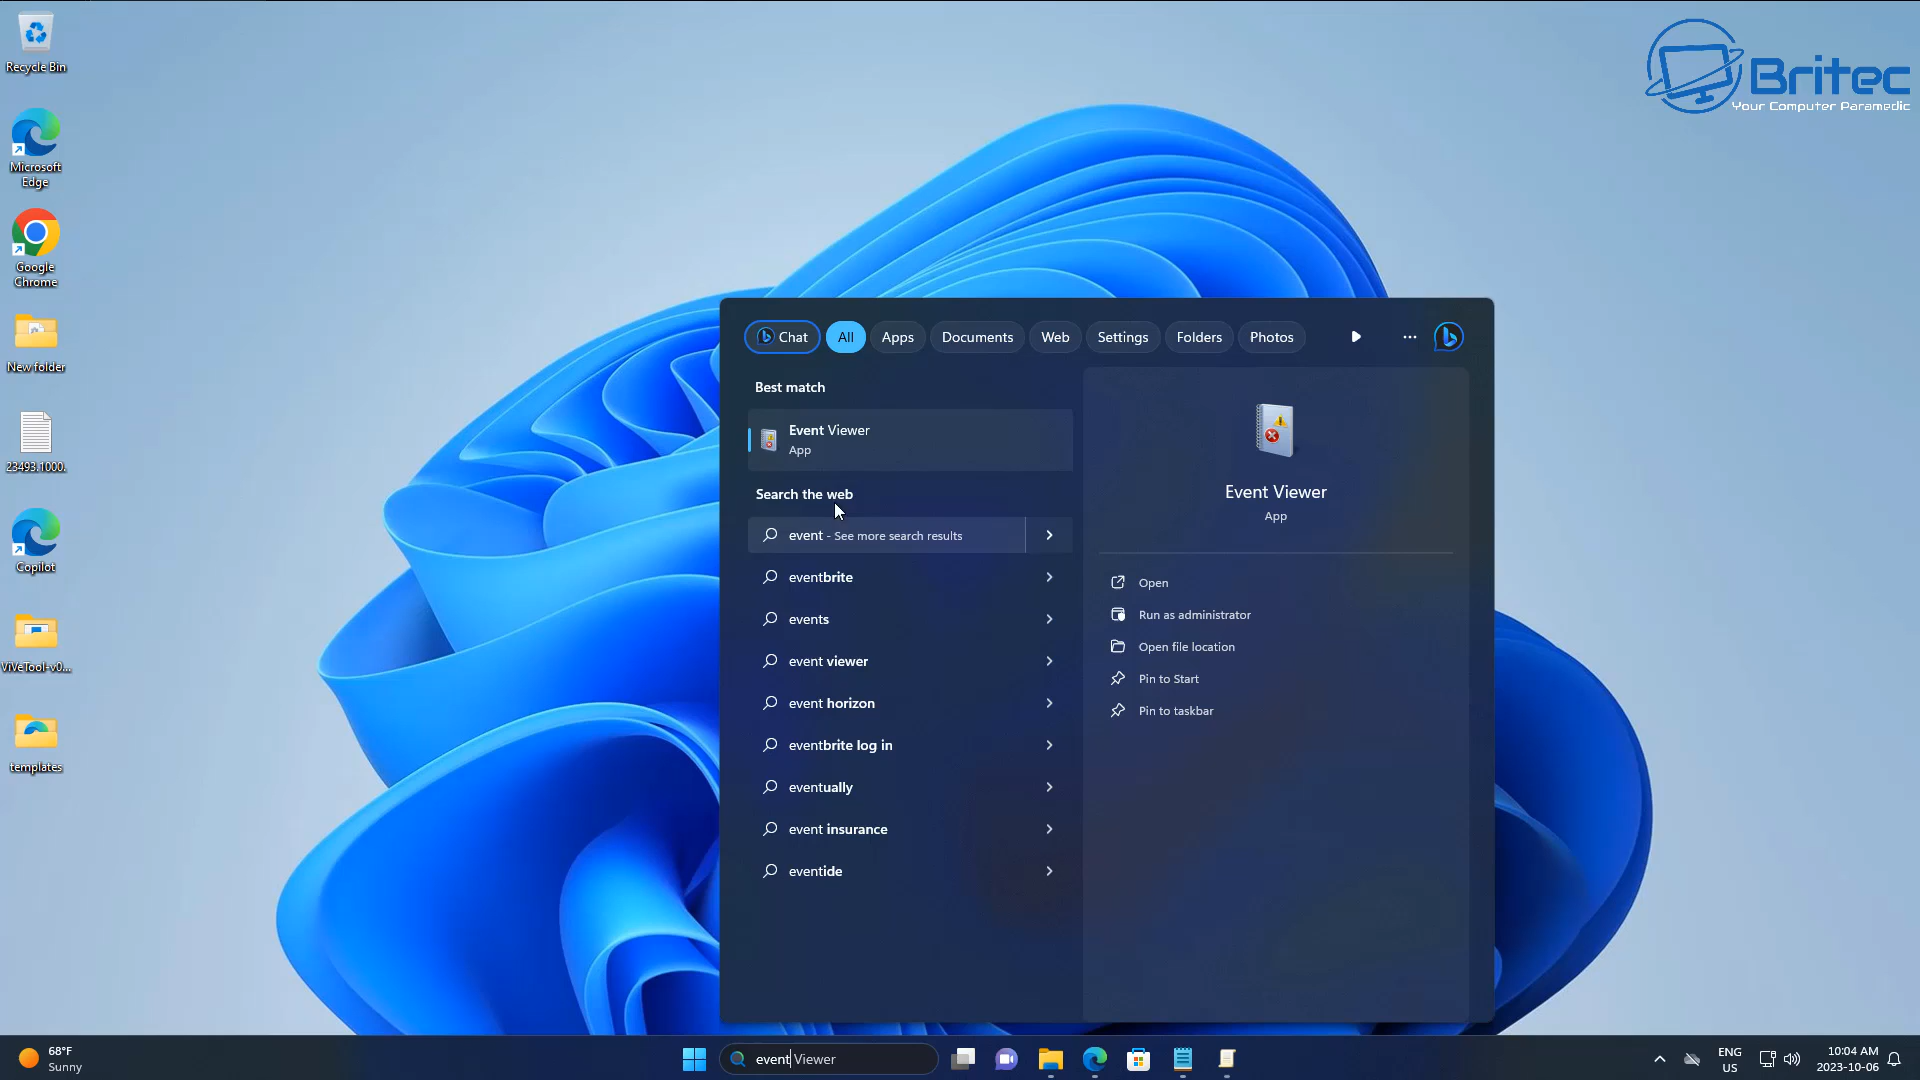 Recycle Bin
Microsoft
Edge
Google
Chrome
New folder
23493.1000.
Copilot
ViVeTool-v0...
templates
Britec
Your Computer Paramedic
Chat
All
Apps
Documents
Web
Settings
Folders
Photos
Best match
Event Viewer
App
Search the web
event - See more search results
eventbrite
events
event viewer
event horizon
eventbrite log in
eventually
event insurance
eventide
Event Viewer
App
Open
Run as administrator
Open file location
Pin to Start
Pin to taskbar
68°F
Sunny
event Viewer
ENG
US
10:04 AM
2023-10-06